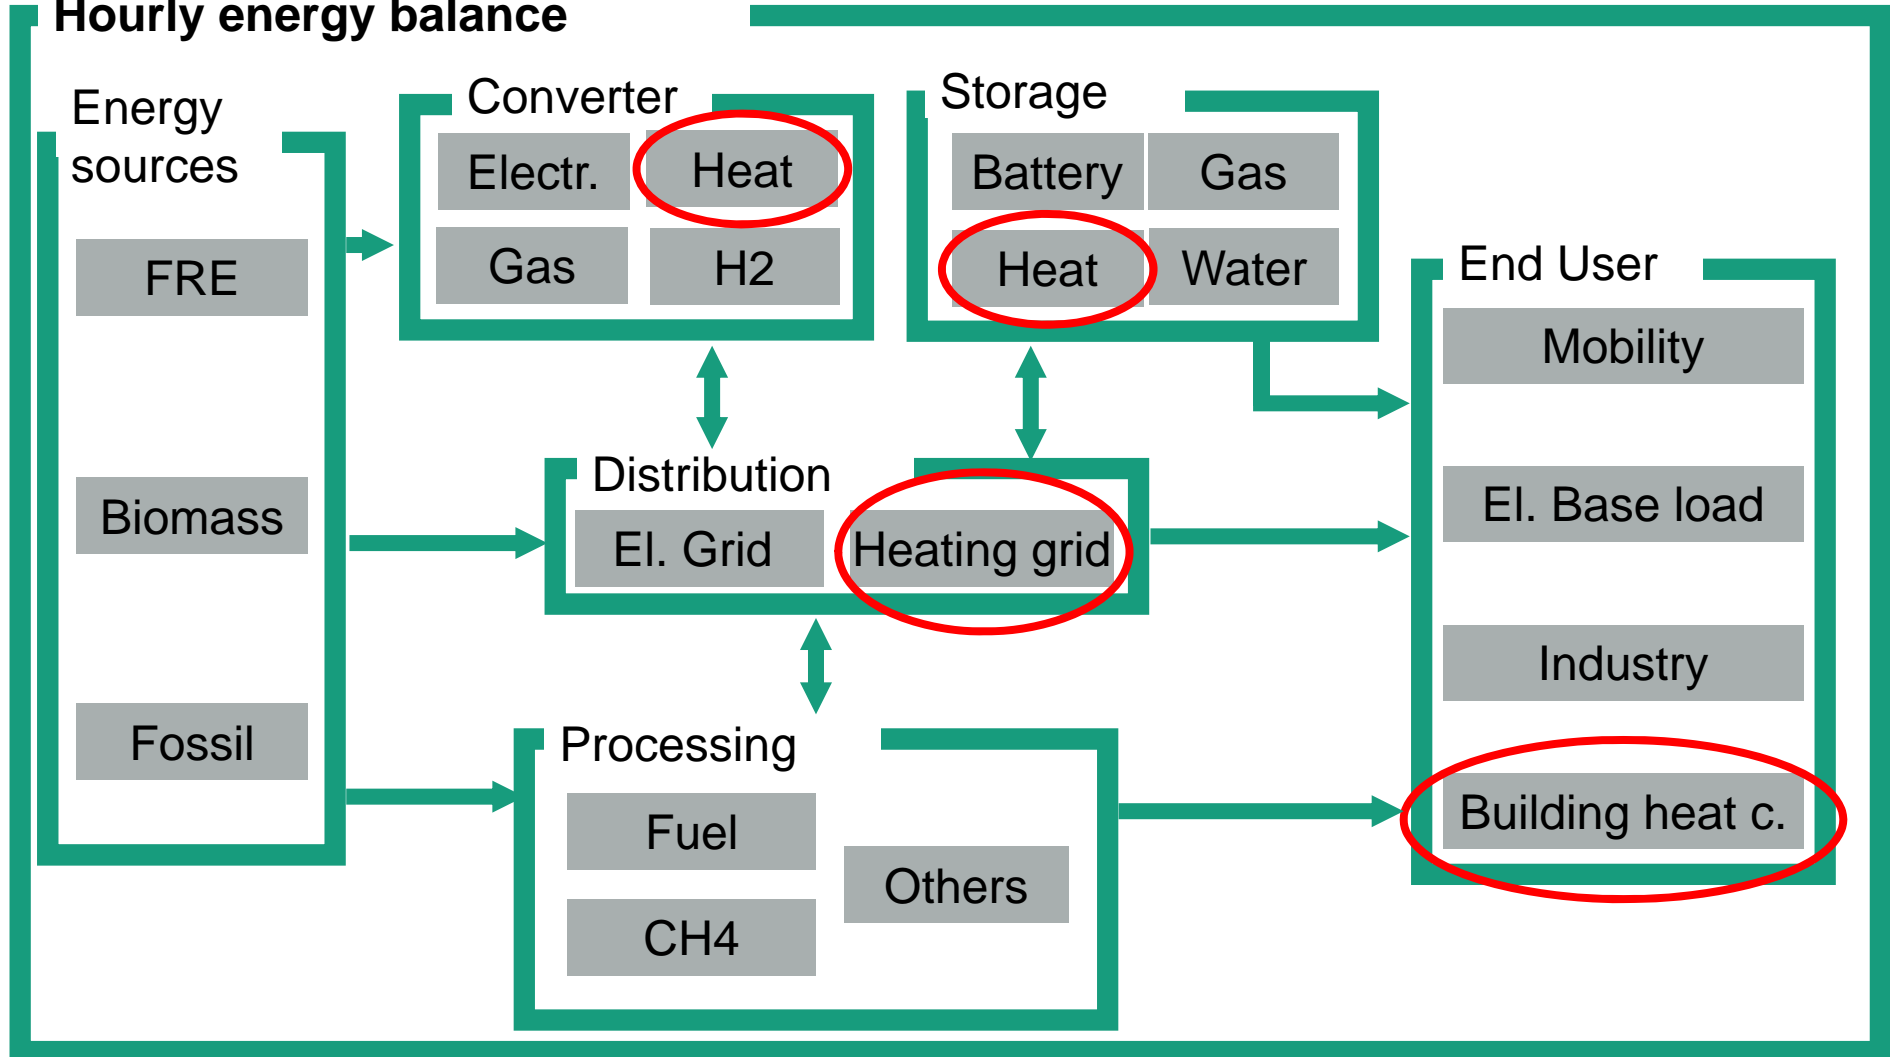 Hourly energy balance
Energy
sources
FRE
Biomass
Fossil
Converter
Electr.
Heat
Gas
H2
Storage
Battery
Gas
Heat
Water
Distribution
El. Grid
Heating grid
Processing
Fuel
CH4
Others
End User
Mobility
El. Base load
Industry
Building heat c.